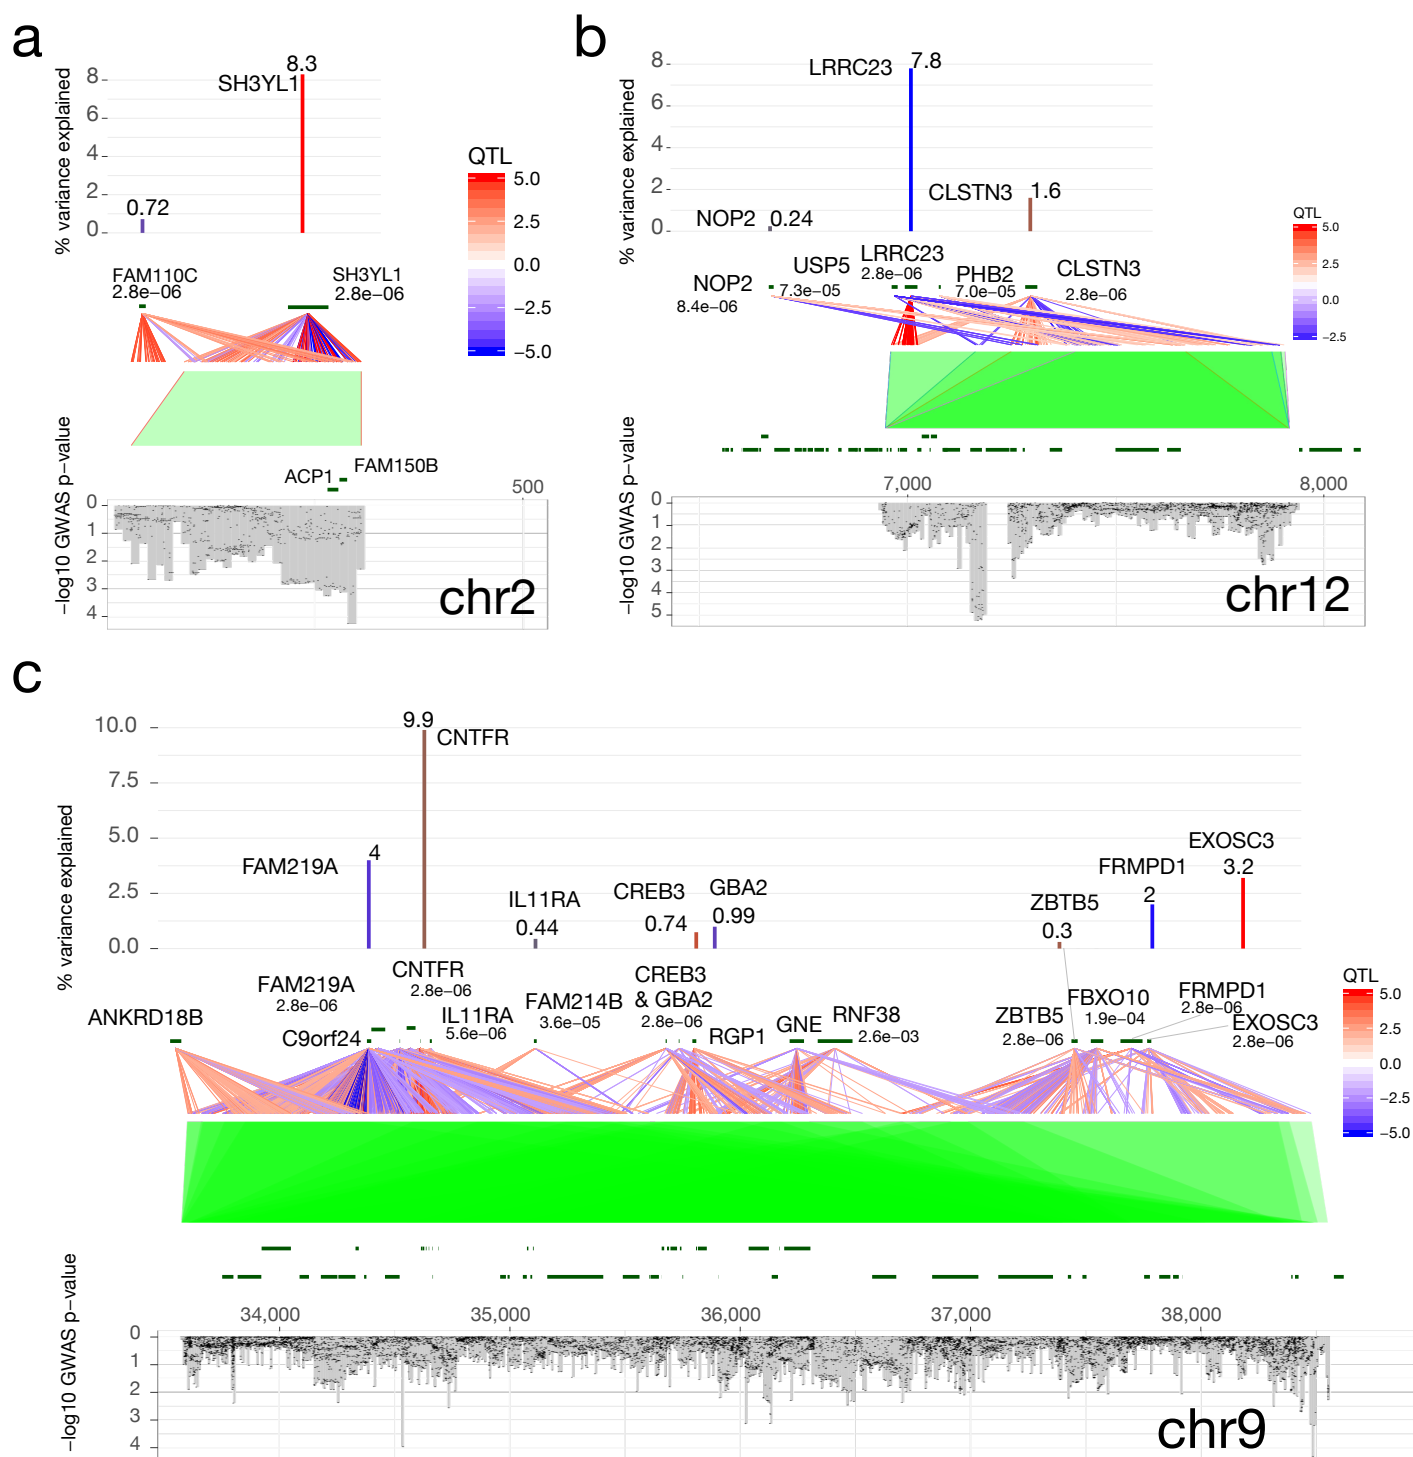 a
% variance explained
8
6
4
2
0
8.3
SH3YL1
0.72
QTL
5.0
2.5
0.0
−2.5
−5.0
FAM110C
2.8e−06
SH3YL1
2.8e−06
ACP1
FAM150B
500
−log10 GWAS p−value
0
1
2
3
4
chr2
b
% variance explained
8
6
4
2
0
LRRC23
7.8
CLSTN3
1.6
NOP2
0.24
QTL
5.0
2.5
0.0
−2.5
NOP2
8.4e−06
USP5
7.3e−05
LRRC23
2.8e−06
PHB2
7.0e−05
CLSTN3
2.8e−06
7,000
8,000
−log10 GWAS p−value
0
1
2
3
4
5
chr12
c
% variance explained
10.0
7.5
5.0
2.5
0.0
9.9
CNTFR
FAM219A
4
IL11RA
0.44
CREB3
0.74
GBA2
0.99
ZBTB5
0.3
FRMPD1
2
EXOSC3
3.2
QTL
5.0
2.5
0.0
−2.5
−5.0
ANKRD18B
FAM219A
2.8e−06
C9orf24
CNTFR
2.8e−06
IL11RA
5.6e−06
FAM214B
3.6e−05
CREB3
& GBA2
2.8e−06
RGP1
GNE
RNF38
2.6e−03
ZBTB5
2.8e−06
FBXO10
1.9e−04
FRMPD1
2.8e−06
EXOSC3
2.8e−06
34,000
35,000
36,000
37,000
38,000
−log10 GWAS p−value
0
1
2
3
4
chr9